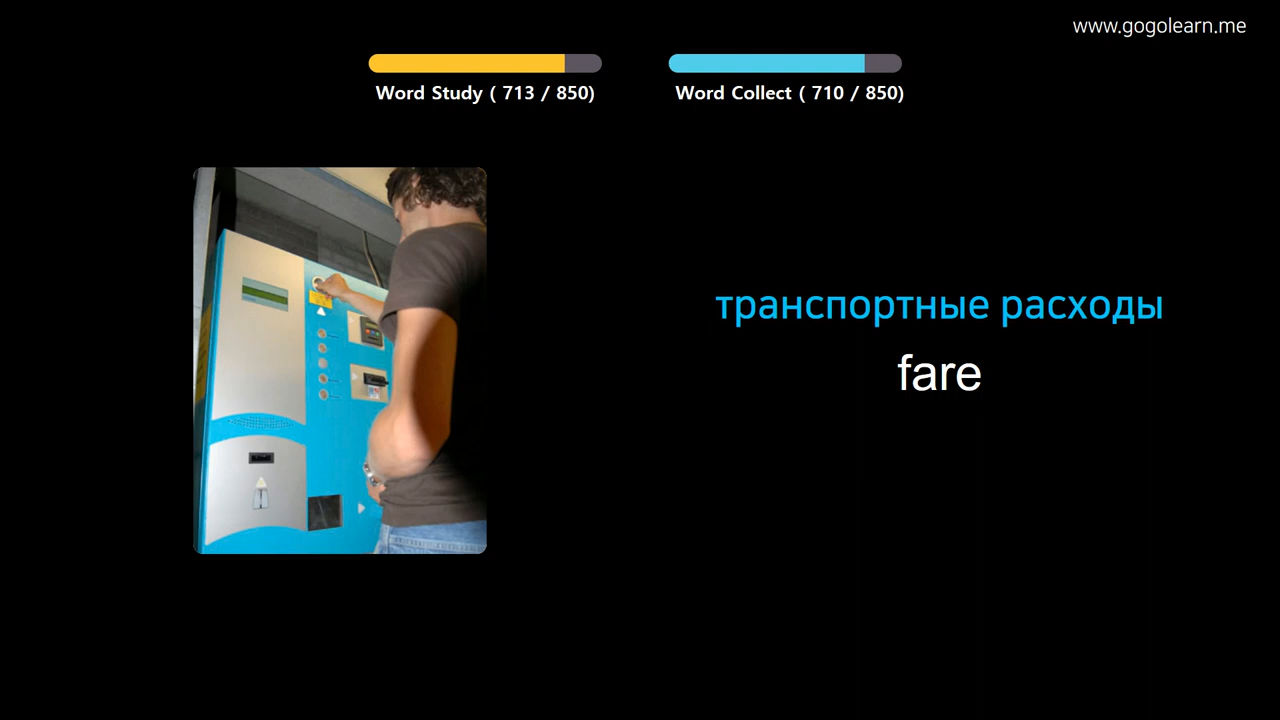 www.gogolearn.me
Word Study ( 713 / 850)
Word Collect ( 710 / 850)
транспортные расходы
fare